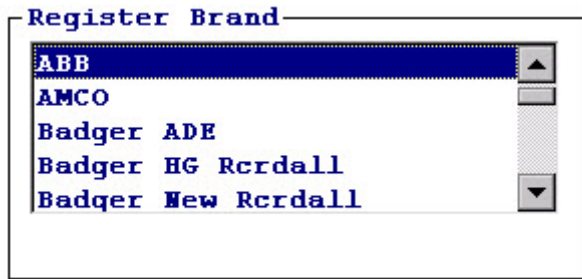 Register Brand
ABB
AMCO
Badger ADE
Badger HG Rcrdall
Badger New Rcrdall